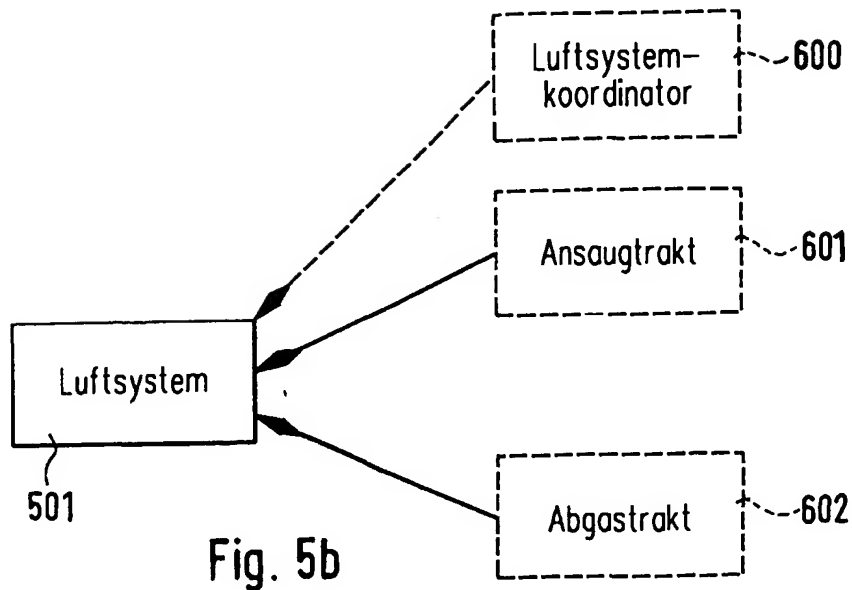 Luftsystem-
koordinator
600
Ansaugtrakt
601
Luftsystem
501
Abgastrakt
602
Fig. 5b